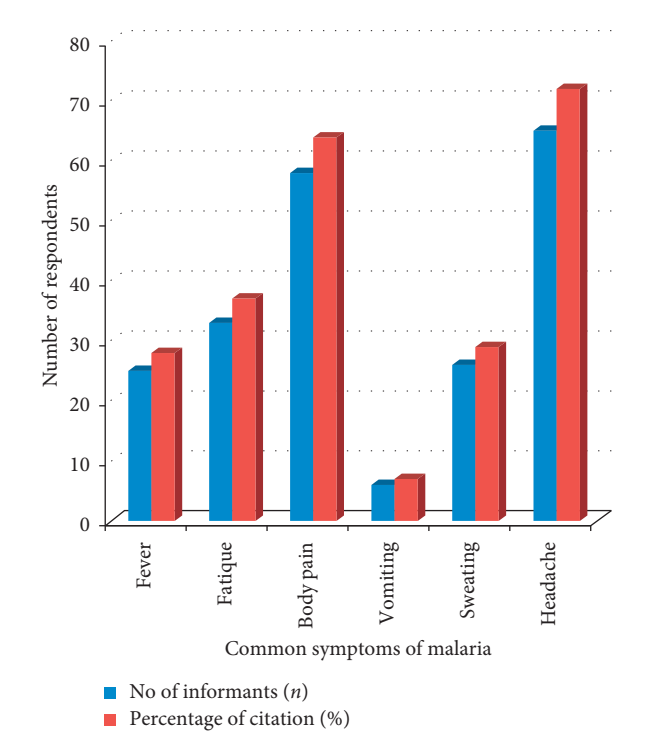 80
70
60
50
40
30
20
10
0
Number of respondents
Fever
Fatique
Body pain
Vomiting
Sweating
Headache
Common symptoms of malaria
No of informants (n)
Percentage of citation (%)